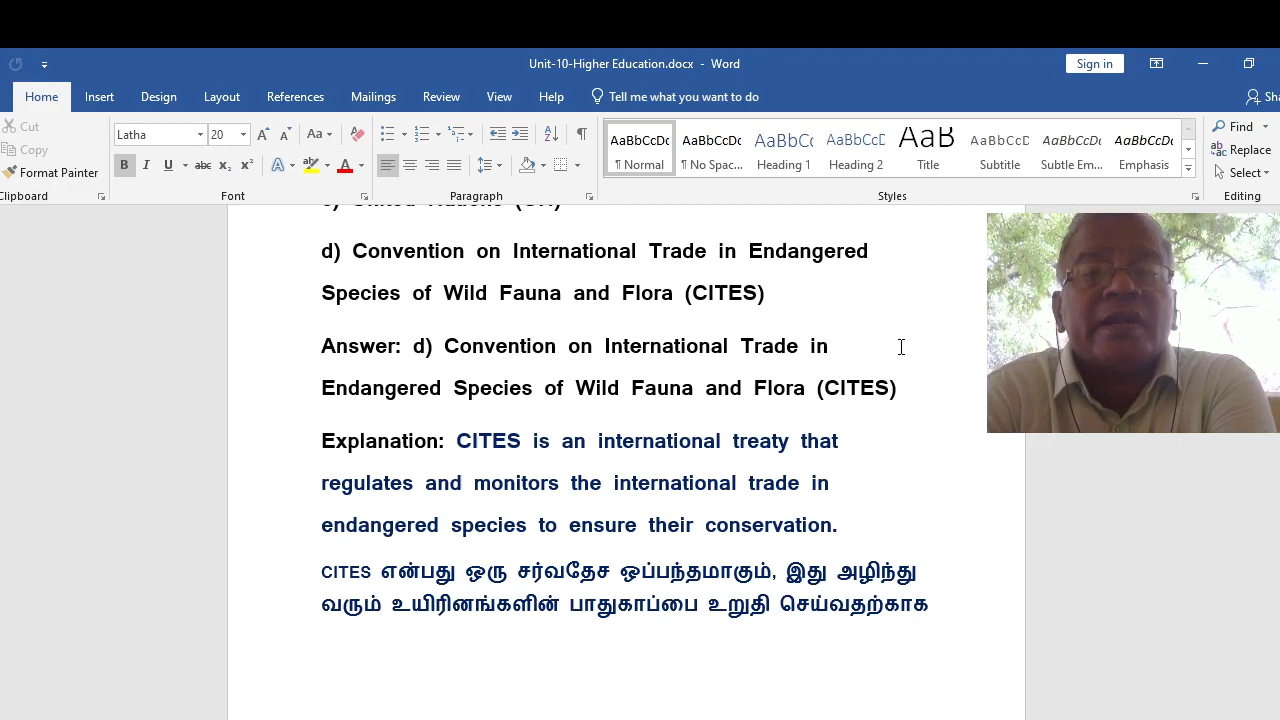 Unit-10-Higher Education.docx - Word
Sign in
Home Insert Design Layout References Mailings Review View Help Tell me what you want to do
Cut
Copy
Format Painter
Clipboard
Latha 20
Font
Paragraph
AaBbCcDc AaBbCcDc AaBbC AaBbCcC AaB AaBbCcD AaBbCcDc AaBbCcDc
¶ Normal ¶ No Spac... Heading 1 Heading 2 Title Subtitle Subtle Em... Emphasis
Styles
Find
Replace
Select
Editing
d) Convention on International Trade in Endangered
Species of Wild Fauna and Flora (CITES)
Answer: d) Convention on International Trade in
Endangered Species of Wild Fauna and Flora (CITES)
Explanation: CITES is an international treaty that
regulates and monitors the international trade in
endangered species to ensure their conservation.
CITES என்பது ஒரு சர்வதேச ஒப்பந்தமாகும், இது அழிந்து
வரும் உயிரினங்களின் பாதுகாப்பை உறுதி செய்வதற்காக